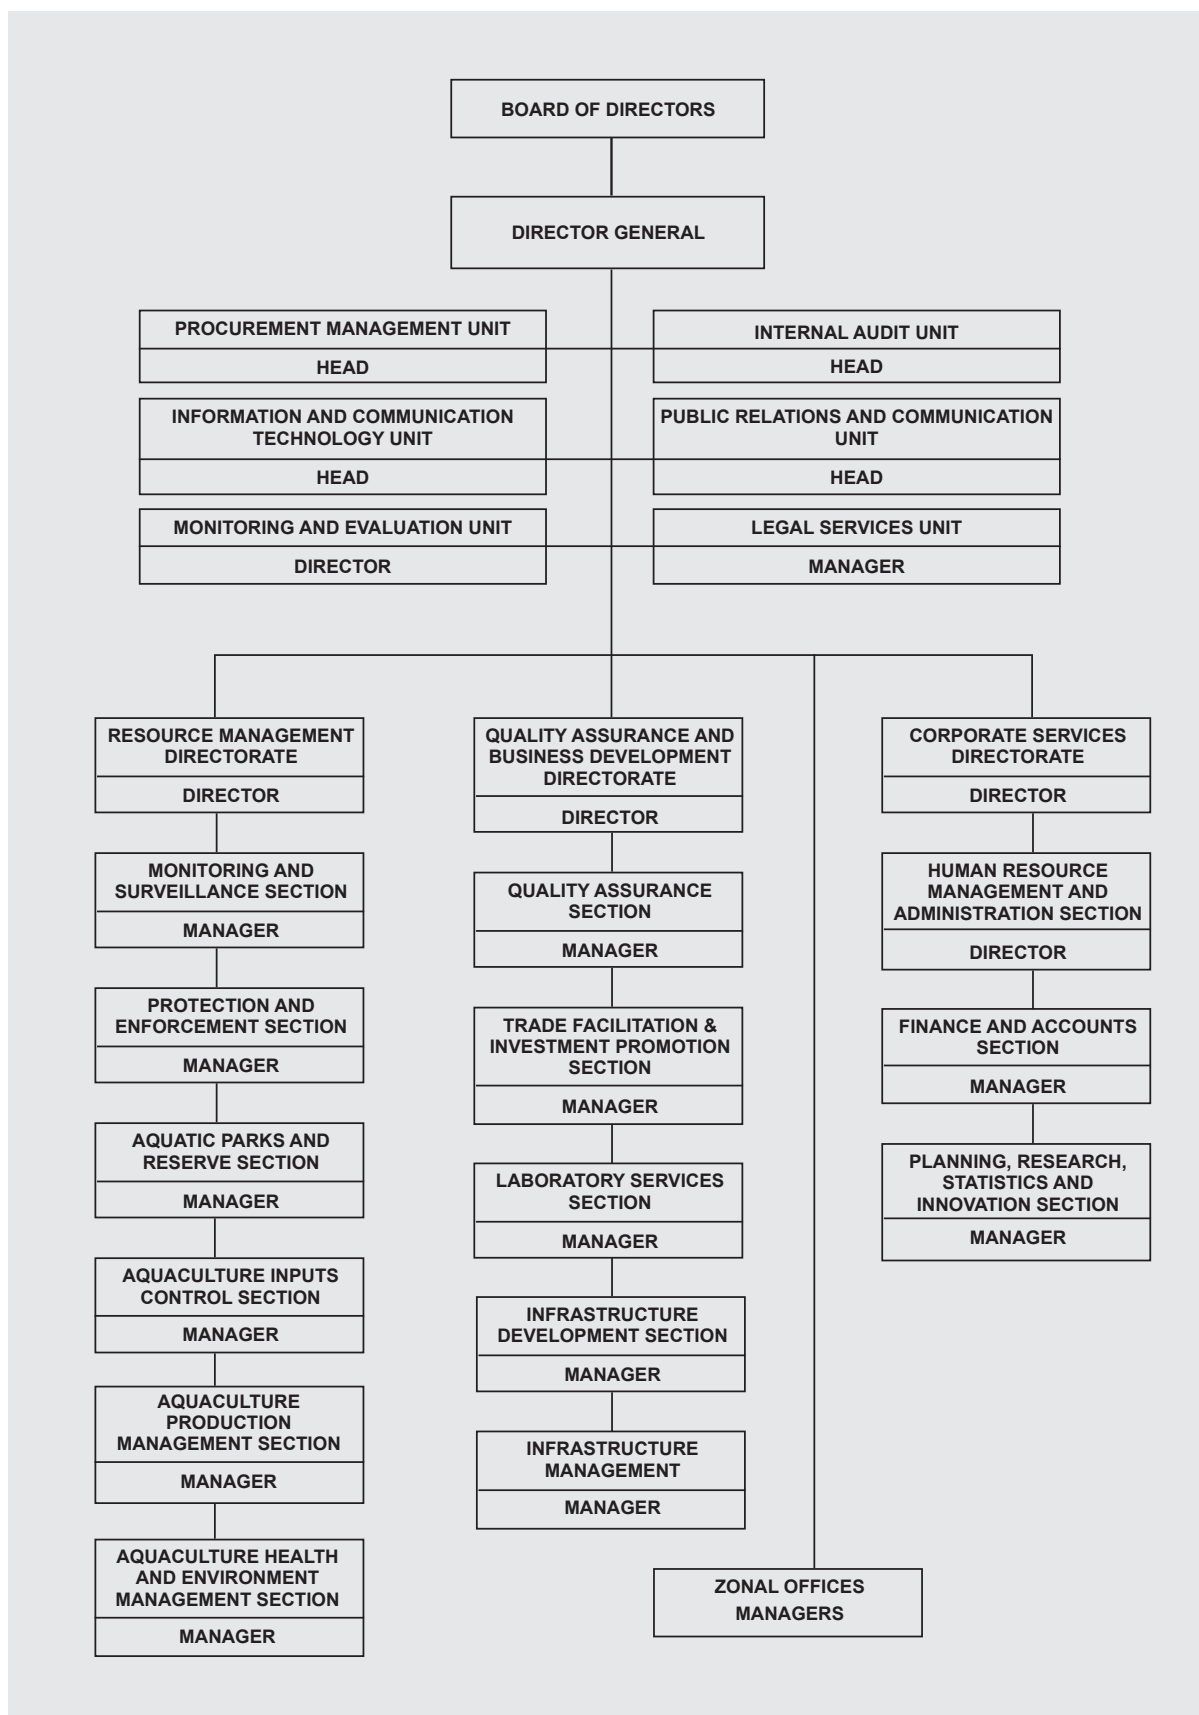 BOARD OF DIRECTORS
DIRECTOR GENERAL
PROCUREMENT MANAGEMENT UNIT
HEAD
INTERNAL AUDIT UNIT
HEAD
INFORMATION AND COMMUNICATION
TECHNOLOGY UNIT
HEAD
PUBLIC RELATIONS AND COMMUNICATION
UNIT
HEAD
MONITORING AND EVALUATION UNIT
DIRECTOR
LEGAL SERVICES UNIT
MANAGER
RESOURCE MANAGEMENT
DIRECTORATE
DIRECTOR
MONITORING AND
SURVEILLANCE SECTION
MANAGER
PROTECTION AND
ENFORCEMENT SECTION
MANAGER
AQUATIC PARKS AND
RESERVE SECTION
MANAGER
AQUACULTURE INPUTS
CONTROL SECTION
MANAGER
AQUACULTURE
PRODUCTION
MANAGEMENT SECTION
MANAGER
AQUACULTURE HEALTH
AND ENVIRONMENT
MANAGEMENT SECTION
MANAGER
QUALITY ASSURANCE AND
BUSINESS DEVELOPMENT
DIRECTORATE
DIRECTOR
QUALITY ASSURANCE
SECTION
MANAGER
TRADE FACILITATION &
INVESTMENT PROMOTION
SECTION
MANAGER
LABORATORY SERVICES
SECTION
MANAGER
INFRASTRUCTURE
DEVELOPMENT SECTION
MANAGER
INFRASTRUCTURE
MANAGEMENT
MANAGER
ZONAL OFFICES
MANAGERS
CORPORATE SERVICES
DIRECTORATE
DIRECTOR
HUMAN RESOURCE
MANAGEMENT AND
ADMINISTRATION SECTION
DIRECTOR
FINANCE AND ACCOUNTS
SECTION
MANAGER
PLANNING, RESEARCH,
STATISTICS AND
INNOVATION SECTION
MANAGER